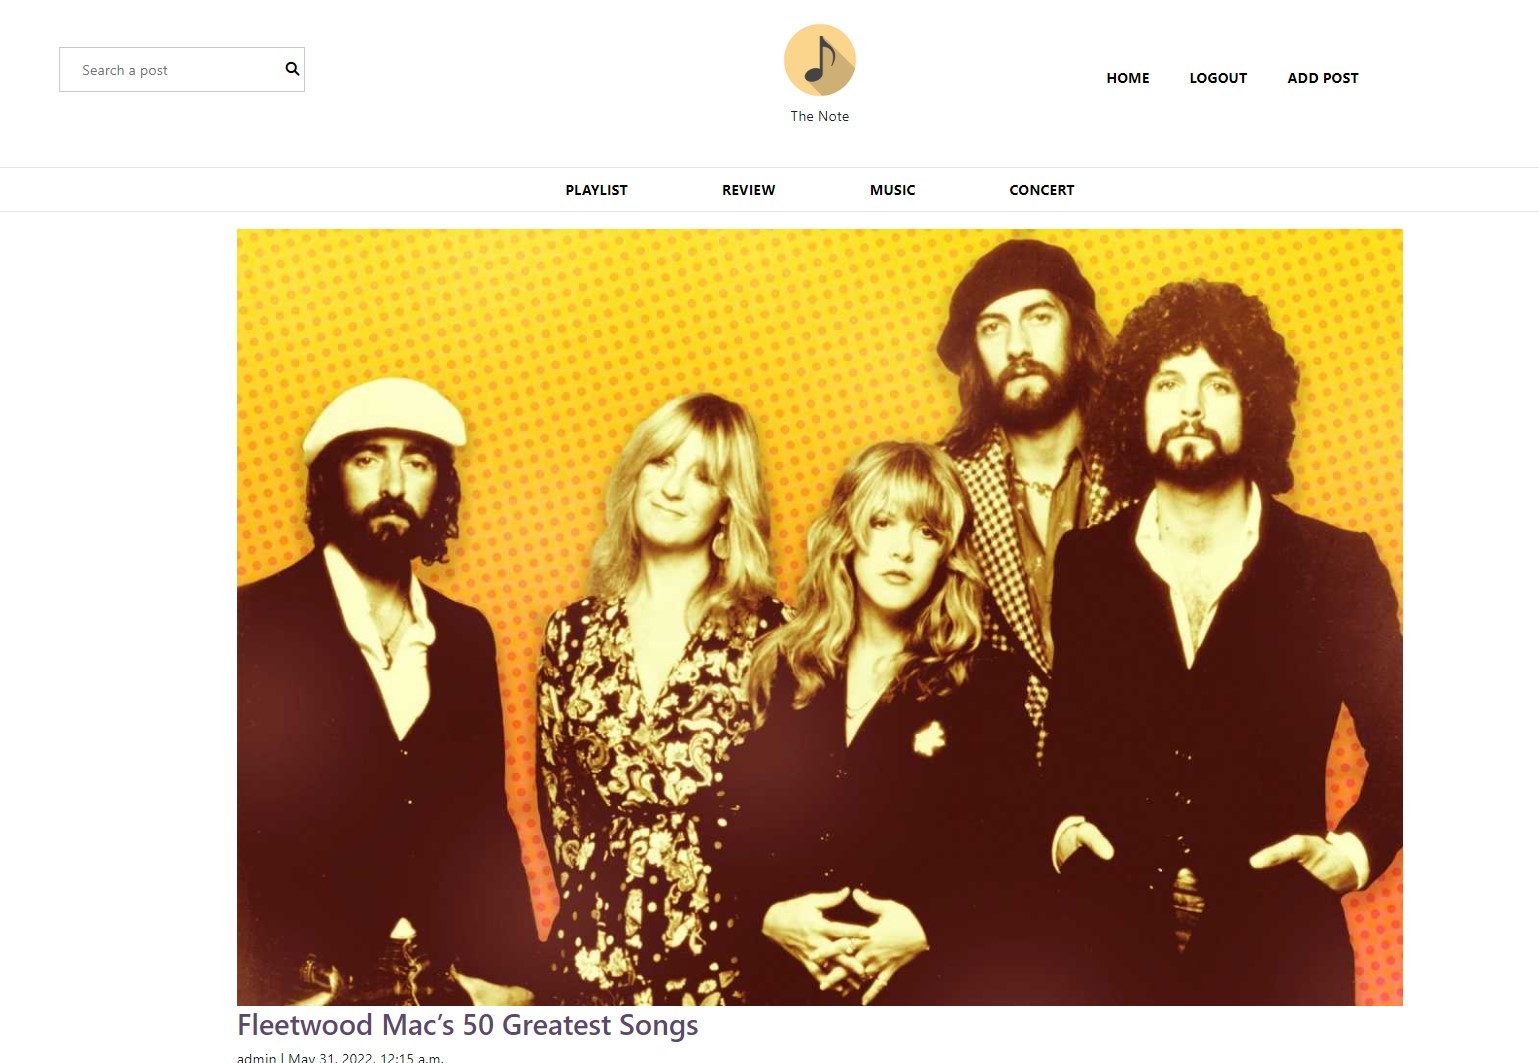 Search a post
The Note
HOME LOGOUT ADD POST
PLAYLIST REVIEW MUSIC CONCERT
Fleetwood Mac’s 50 Greatest Songs
admin | May 31, 2022, 12:15 a.m.